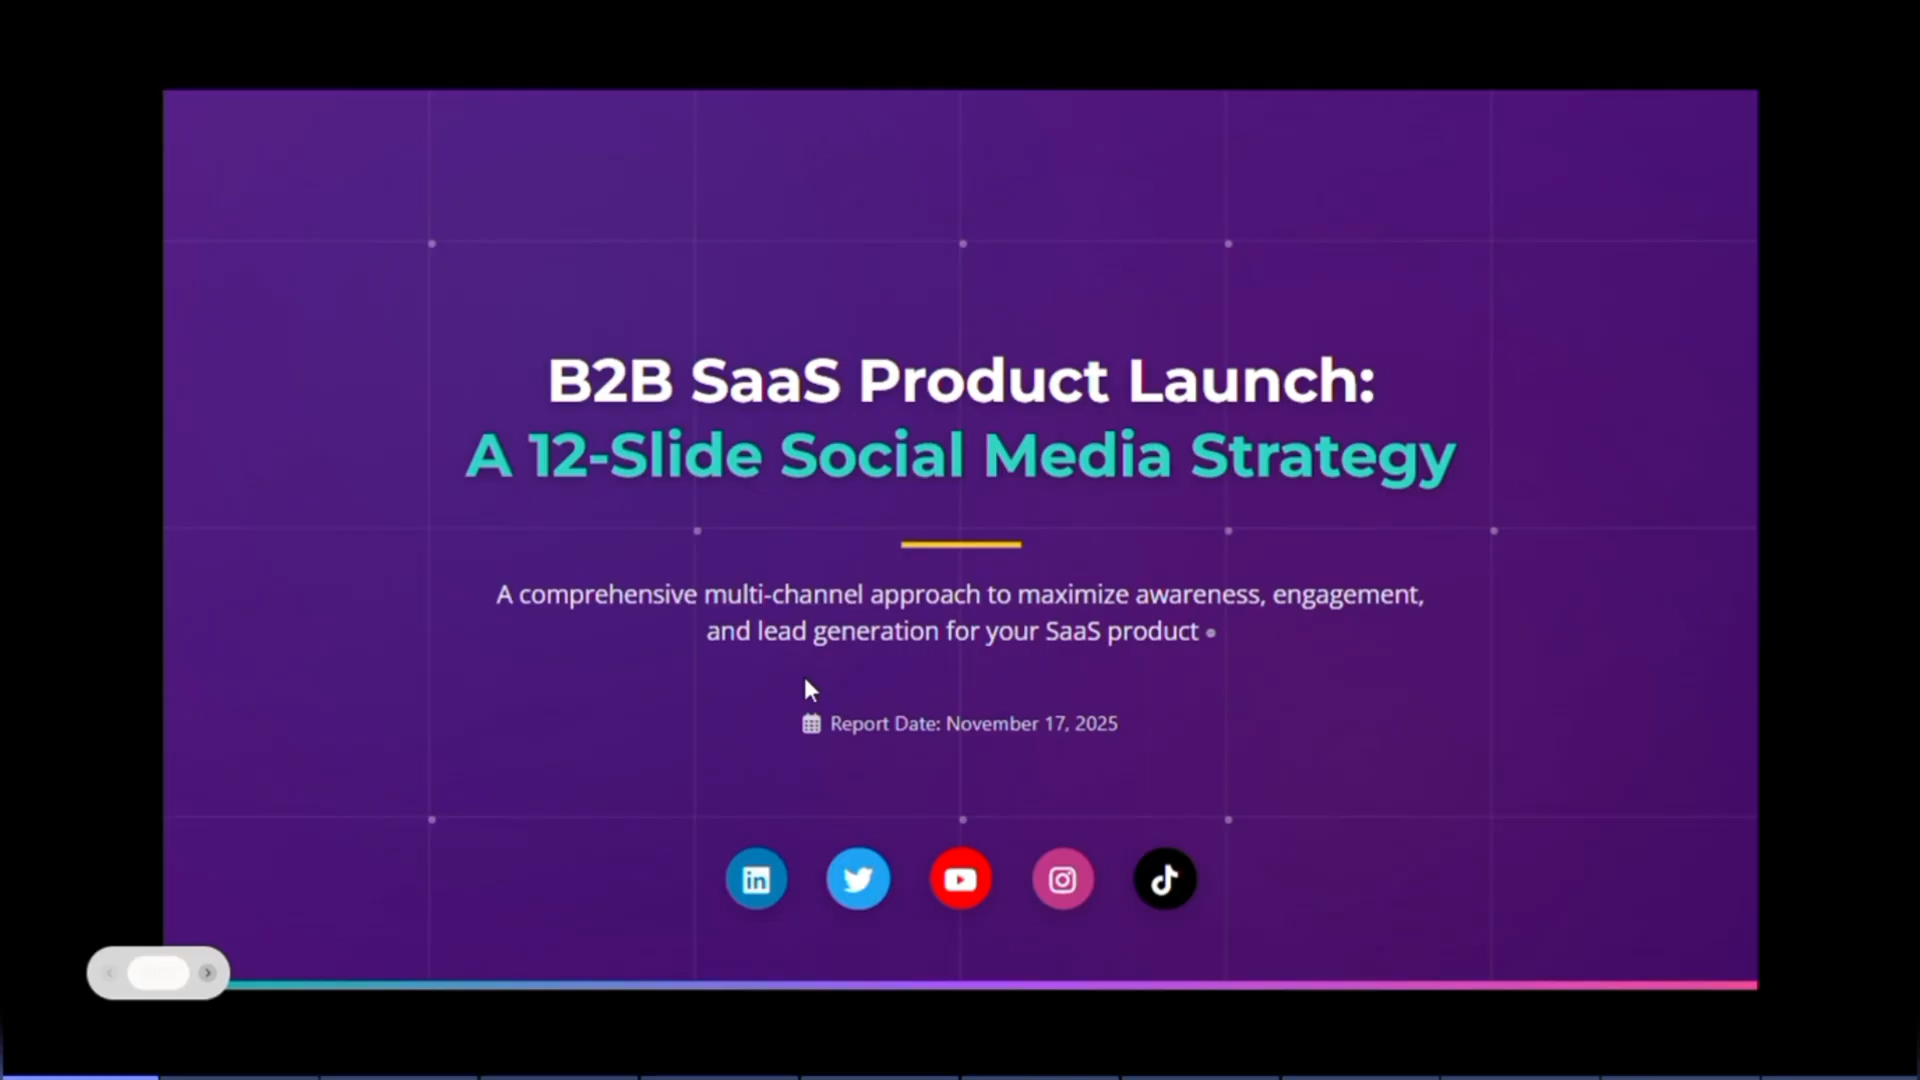 B2B SaaS Product Launch:
A 12-Slide Social Media Strategy
A comprehensive multi-channel approach to maximize awareness, engagement,
and lead generation for your SaaS product
Report Date: November 17, 2025
in